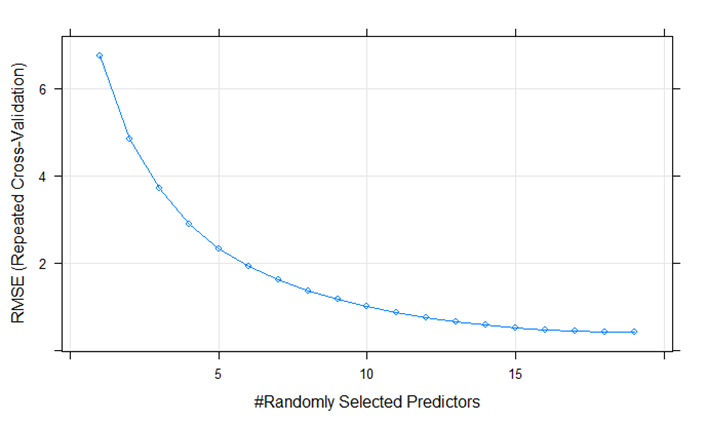 RMSE (Repeated Cross-Validation)
6
4
2
5 10 15
#Randomly Selected Predictors